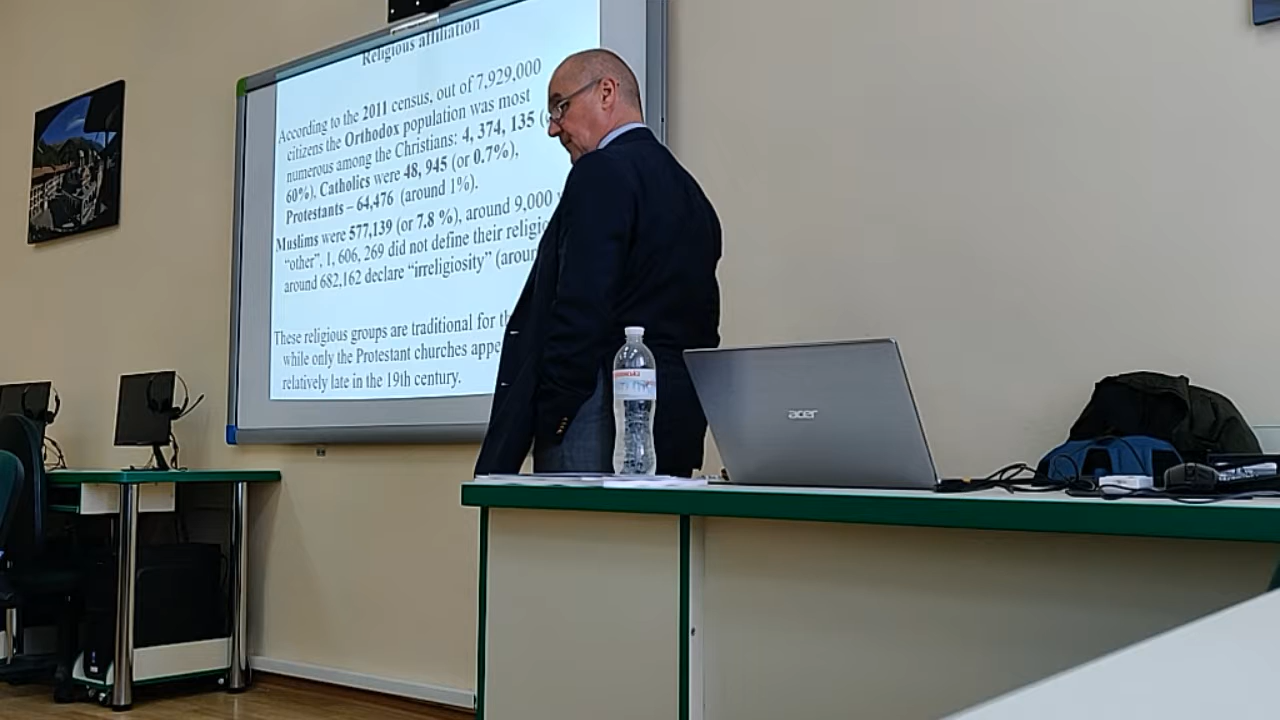 Religious affiliation
According to the 2011 census, out of 7,929,000
citizens the Orthodox population was most
numerous among the Christians: 4, 374, 135 (
60%), Catholics were 48, 945 (or 0.7%),
Protestants – 64,476 (around 1%).
Muslims were 577,139 (or 7.8 %), around 9,000
"other", 1, 606, 269 did not define their religio
around 682,162 declare "irreligiosity" (aroun
These religious groups are traditional for th
while only the Protestant churches appe
relatively late in the 19th century.
acer